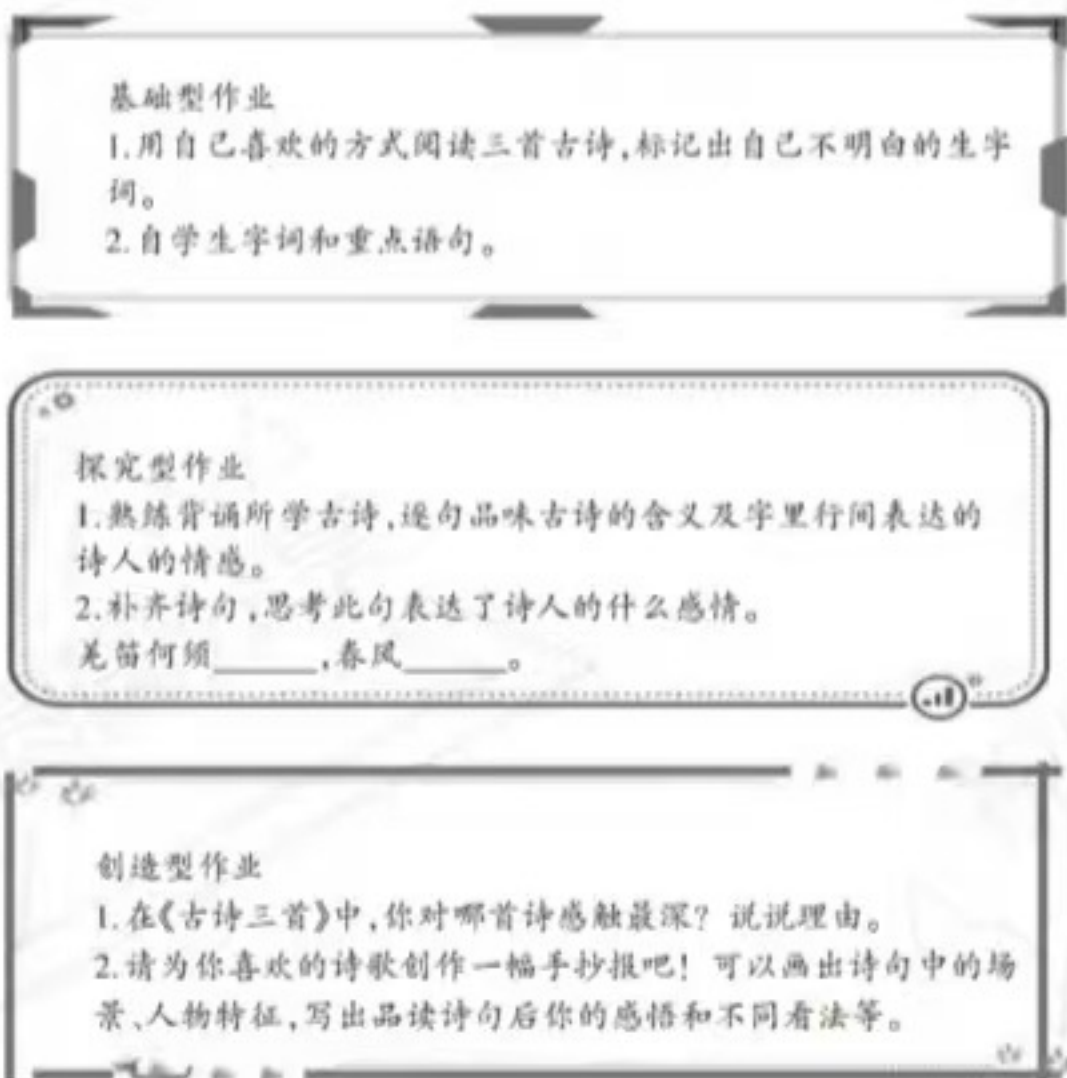 基础型作业
1.用自己喜欢的方式阅读三首古诗,标记出自己不明白的生字
词。
2.自学生字词和重点语句。
探究型作业
1.熟练背诵所学古诗,逐句品味古诗的含义及字里行间表达的
诗人的情感。
2.补齐诗句,思考此句表达了诗人的什么感情。
羌笛何须______,春风______。
创造型作业
1.在《古诗三首》中,你对哪首诗感触最深？说说理由。
2.请为你喜欢的诗歌创作一幅手抄报吧！可以画出诗句中的场
景、人物特征,写出品读诗句后你的感悟和不同看法等。